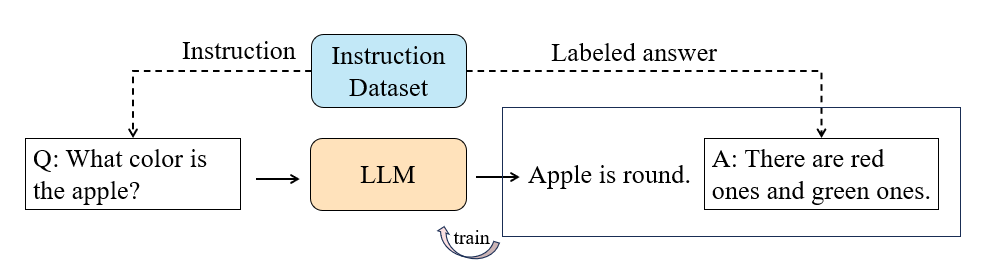 Instruction
Instruction
Dataset
Labeled answer
Q: What color is
the apple?
LLM
Apple is round.
A: There are red
ones and green ones.
train